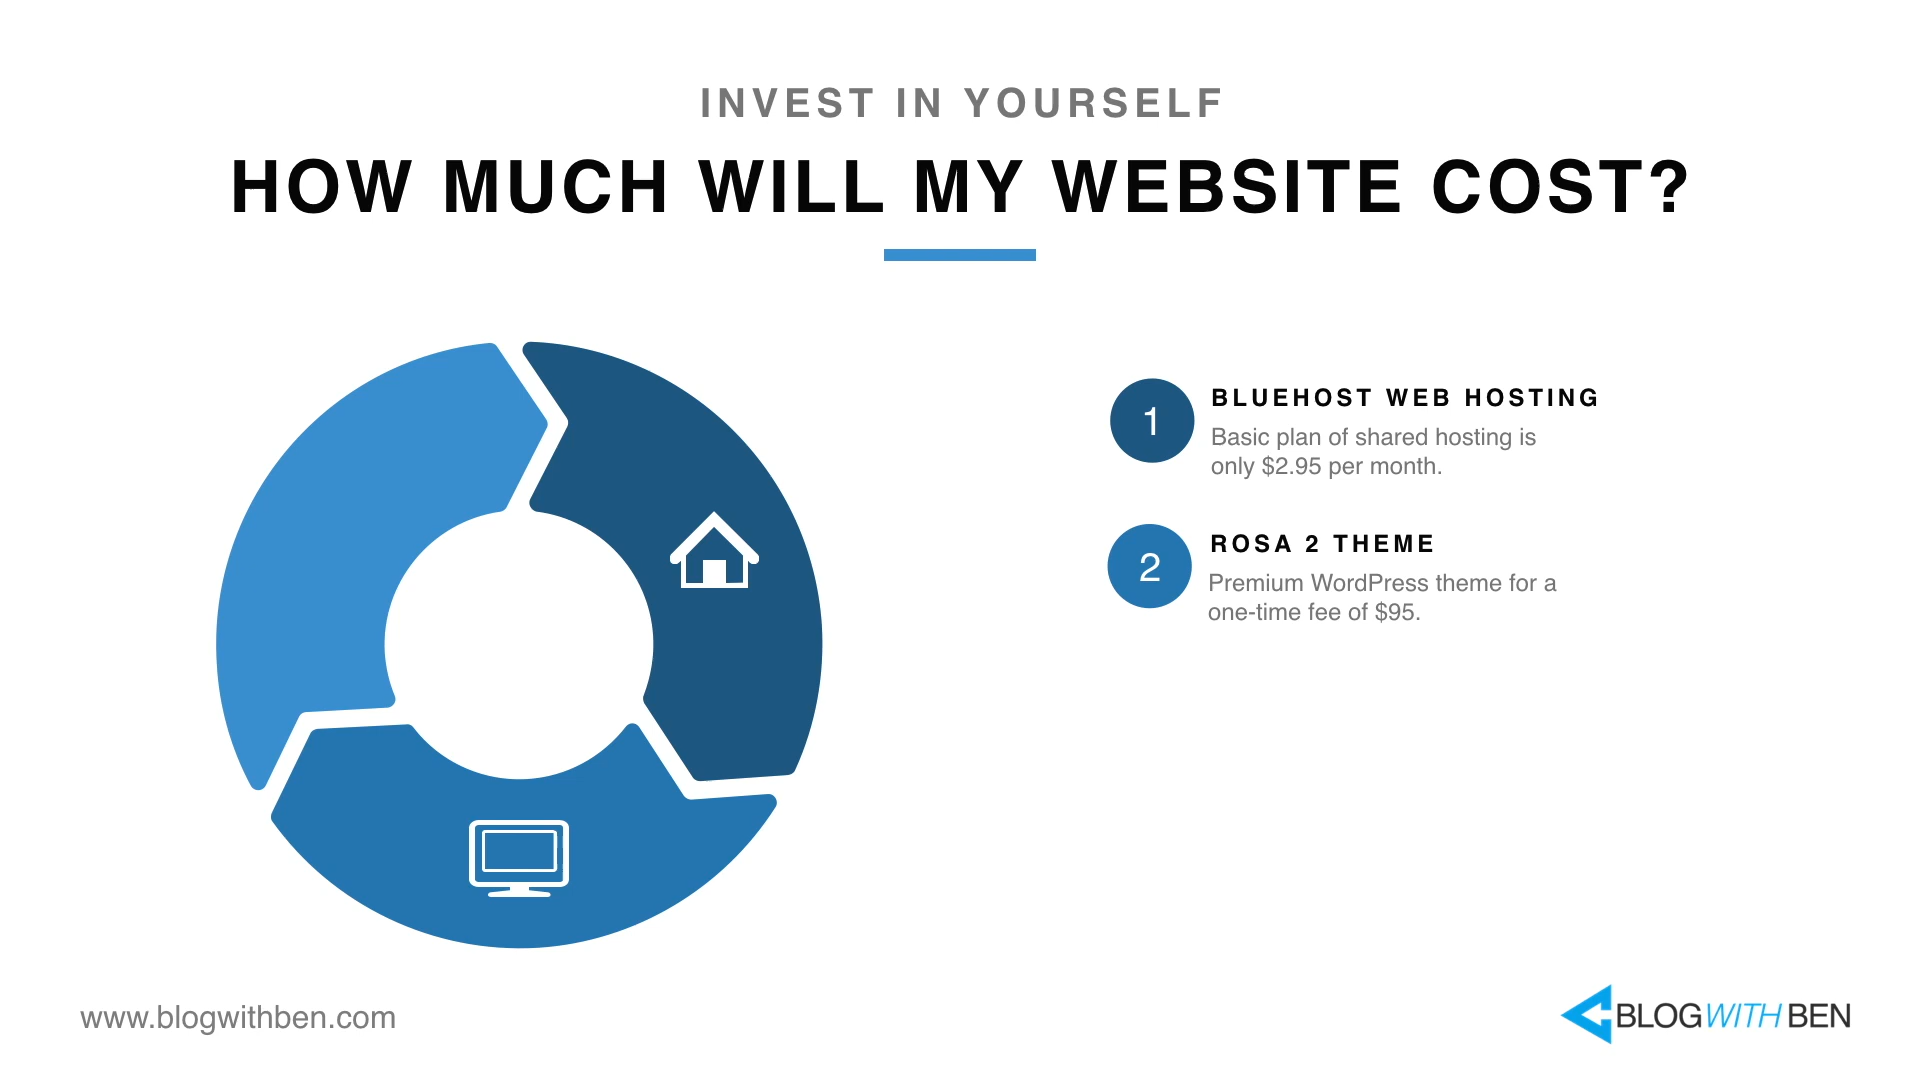 INVEST IN YOURSELF
HOW MUCH WILL MY WEBSITE COST?
1
BLUEHOST WEB HOSTING
Basic plan of shared hosting is
only $2.95 per month.
2
ROSA 2 THEME
Premium WordPress theme for a
one-time fee of $95.
www.blogwithben.com
BLOGWITHBEN